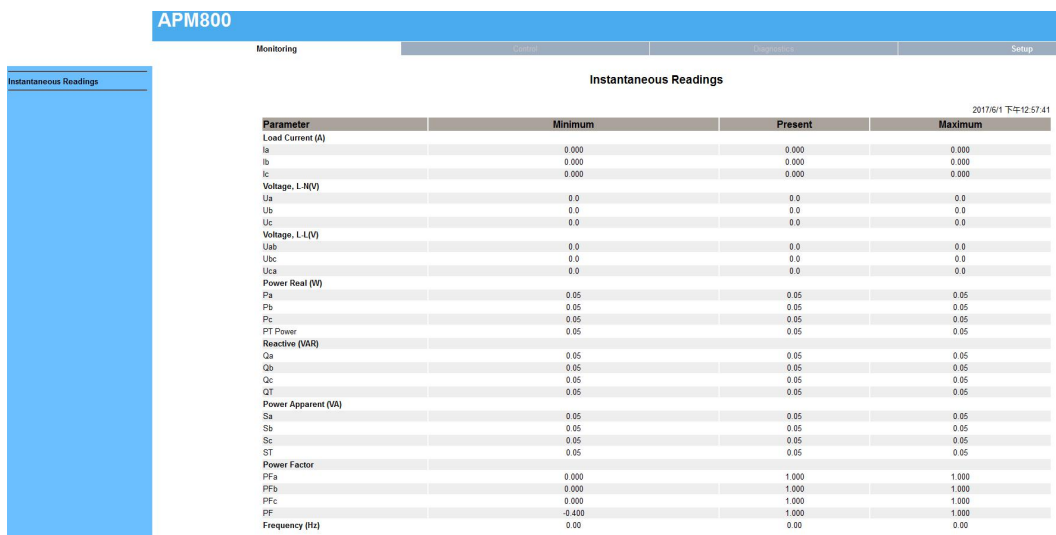 APM800
Monitoring Control Diagnostics Setup
Instantaneous Readings
Instantaneous Readings
2017/6/1 下午12:57:41
Parameter Minimum Present Maximum
Load Current (A)
Ia 0.000 0.000 0.000
Ib 0.000 0.000 0.000
Ic 0.000 0.000 0.000
Voltage, L-N(V)
Ua 0.0 0.0 0.0
Ub 0.0 0.0 0.0
Uc 0.0 0.0 0.0
Voltage, L-L(V)
Uab 0.0 0.0 0.0
Ubc 0.0 0.0 0.0
Uca 0.0 0.0 0.0
Power Real (W)
Pa 0.05 0.05 0.05
Pb 0.05 0.05 0.05
Pc 0.05 0.05 0.05
PT Power 0.05 0.05 0.05
Reactive (VAR)
Qa 0.05 0.05 0.05
Qb 0.05 0.05 0.05
Qc 0.05 0.05 0.05
QT 0.05 0.05 0.05
Power Apparent (VA)
Sa 0.05 0.05 0.05
Sb 0.05 0.05 0.05
Sc 0.05 0.05 0.05
ST 0.05 0.05 0.05
Power Factor
PFa 0.000 1.000 1.000
PFb 0.000 1.000 1.000
PFc 0.000 1.000 1.000
PF -0.400 1.000 1.000
Frequency (Hz) 0.00 0.00 0.00